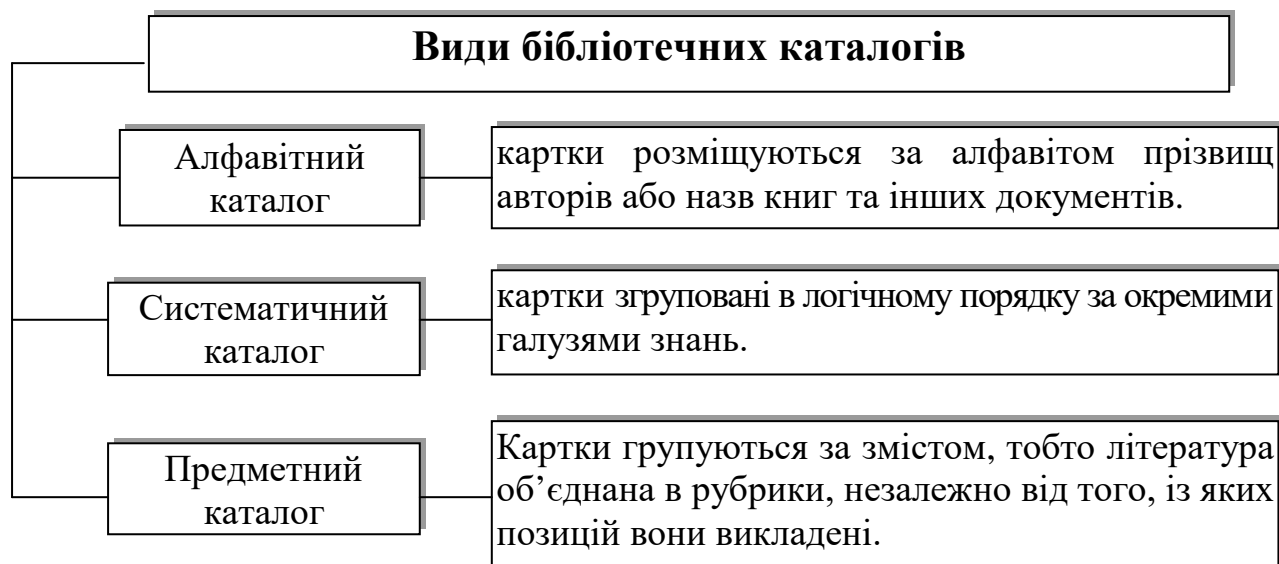 Види бібліотечних каталогів
Алфавітний
каталог
картки розміщуються за алфавітом прізвищ
авторів або назв книг та інших документів.
Систематичний
каталог
картки згруповані в логічному порядку за окремими
галузями знань.
Предметний
каталог
Картки групуються за змістом, тобто література
об’єднана в рубрики, незалежно від того, із яких
позицій вони викладені.